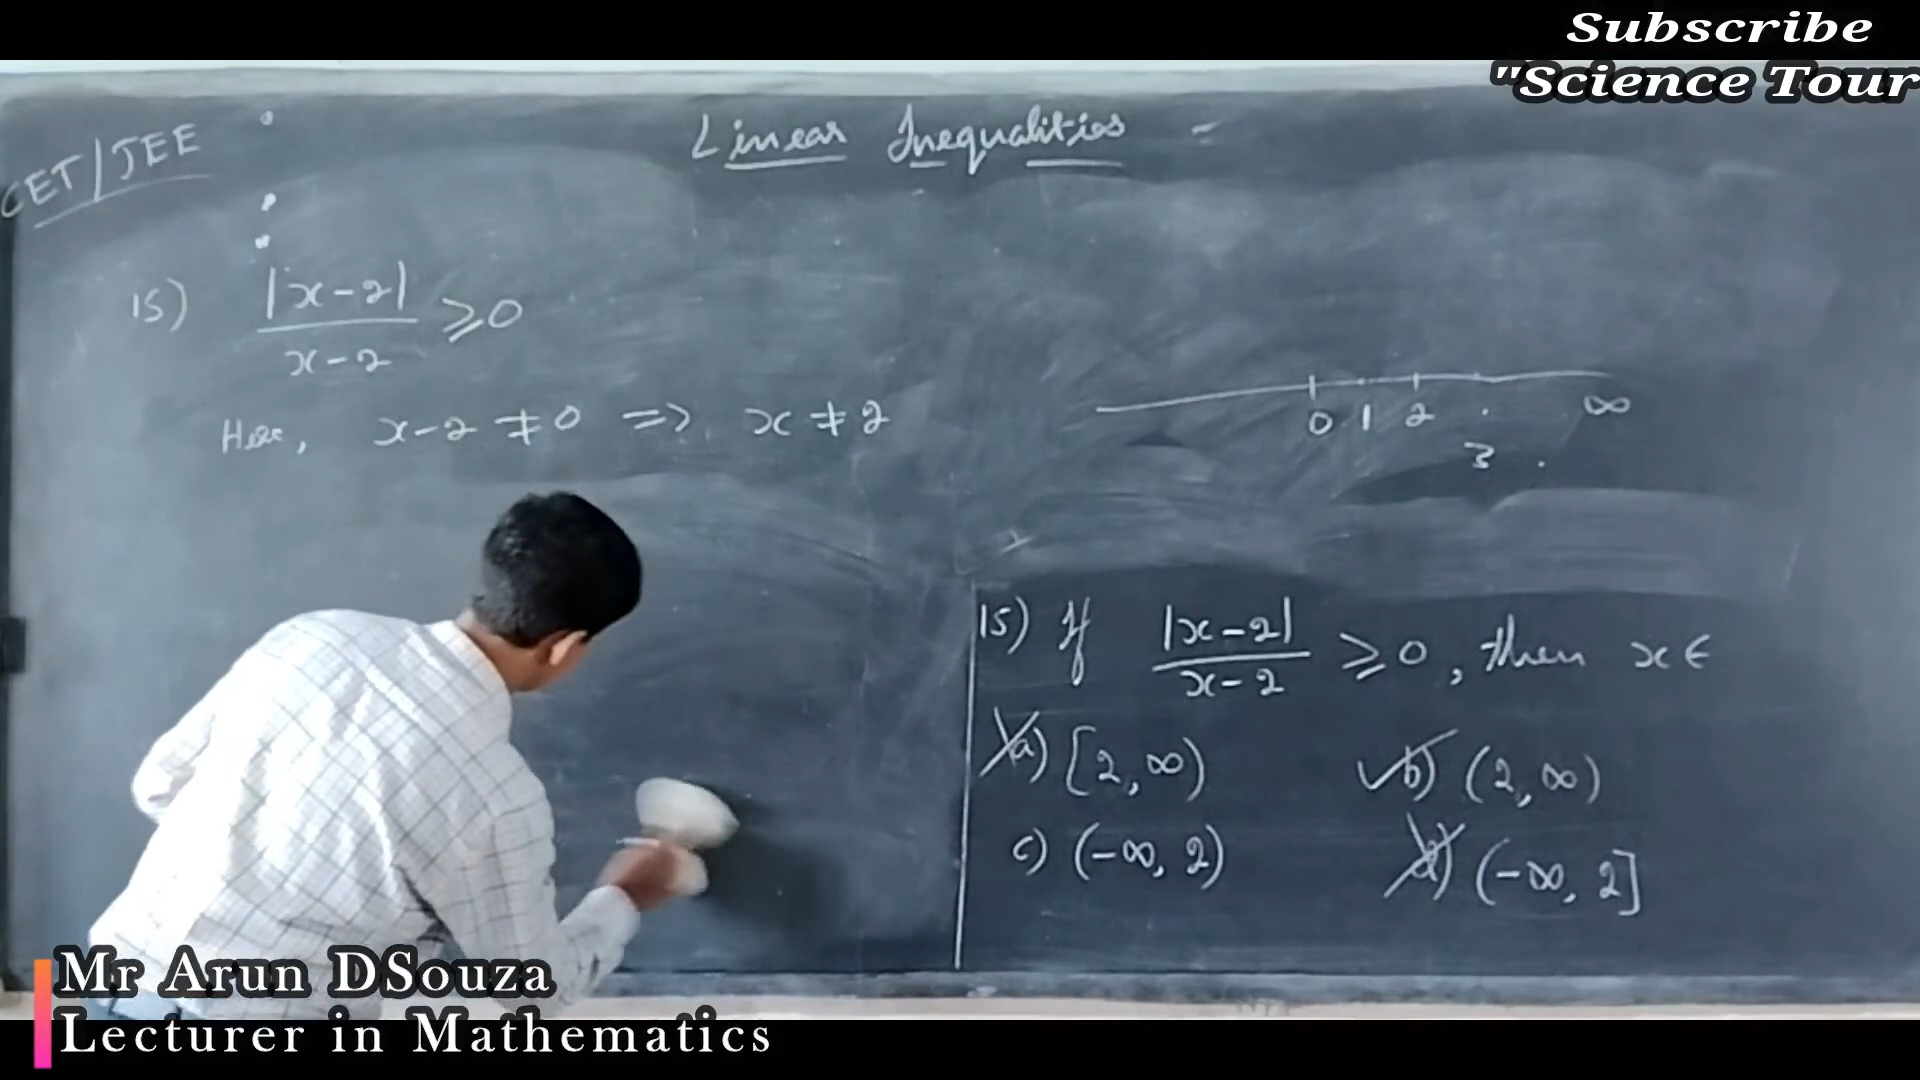 Subscribe
"Science Tour
CET/JEE
Linear Inequalities -
15) |x-2| / x-2 ⩾ 0
Here, x-2 ≠ 0 => x ≠ 2
0 1 2 ∞
3
15) If |x-2| / x-2 ⩾ 0, then x ∈
a) [2, ∞) b) (2, ∞)
c) (-∞, 2) d) (-∞, 2]
Mr Arun DSouza
Lecturer in Mathematics